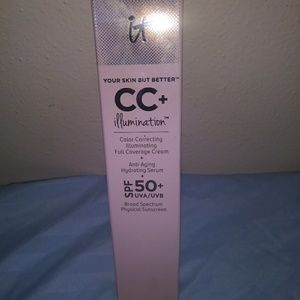 it
YOUR SKIN BUT BETTER™
CC+
illumination™
+
Color Correcting
Illuminating
Full Coverage Cream
+
Anti-Aging
Hydrating Serum
+
SPF 50+
UVA/UVB
Broad Spectrum
Physical Sunscreen